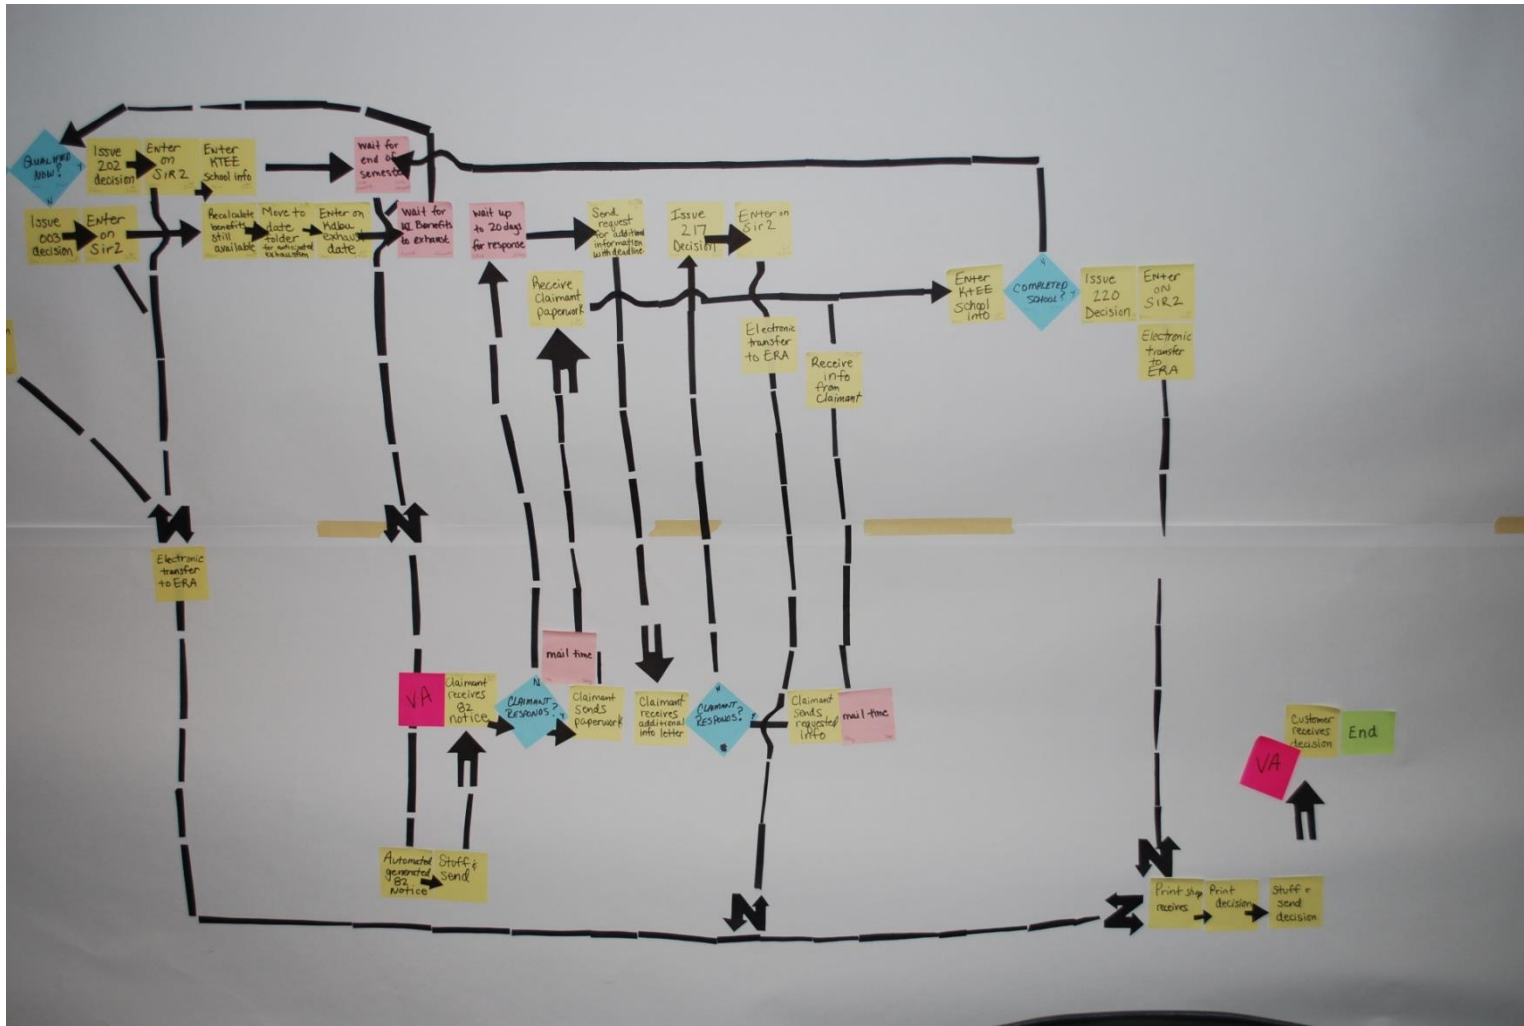 QUALIFIED
NOW?
Y
N
Issue
202
decision
Enter
on
SIR2
Enter
KTEE
School info
wait for
end of
semester
Issue
003
decision
Enter
on
Sir2
Recalculate
benefits
still
available
Move to
date
folder
for anticipated
exhaustion
Enter on
exhaust
date
Wait for
UI Benefits
to exhaust
wait up
to 20 days
for response
Send
request
for additional
information
with deadline
Issue
217
Decision
Enter on
Sir2
Receive
Claimant
paperwork
Enter
KTEE
School
info
COMPLETED
SCHOOL?
Y
Issue
220
Decision
Enter
ON
SIR2
Electronic
transfer
to ERA
Electronic
transfer
to
ERA
Receive
info
from
Claimant
n
Electronic
transfer
to ERA
mail time
VA
Claimant
receives
82
notice
N
CLAIMANT
RESPONDS?
Y
Claimant
sends
paperwork
Claimant
receives
additional
info letter
N
CLAIMANT
RESPONDS?
Y
Claimant
sends
requested
info
mail time
Customer
receives
decision
End
VA
Automated
generated
82
Notice
Stuff &
Send
Print shop
receives
Print
decision
Stuff &
send
decision